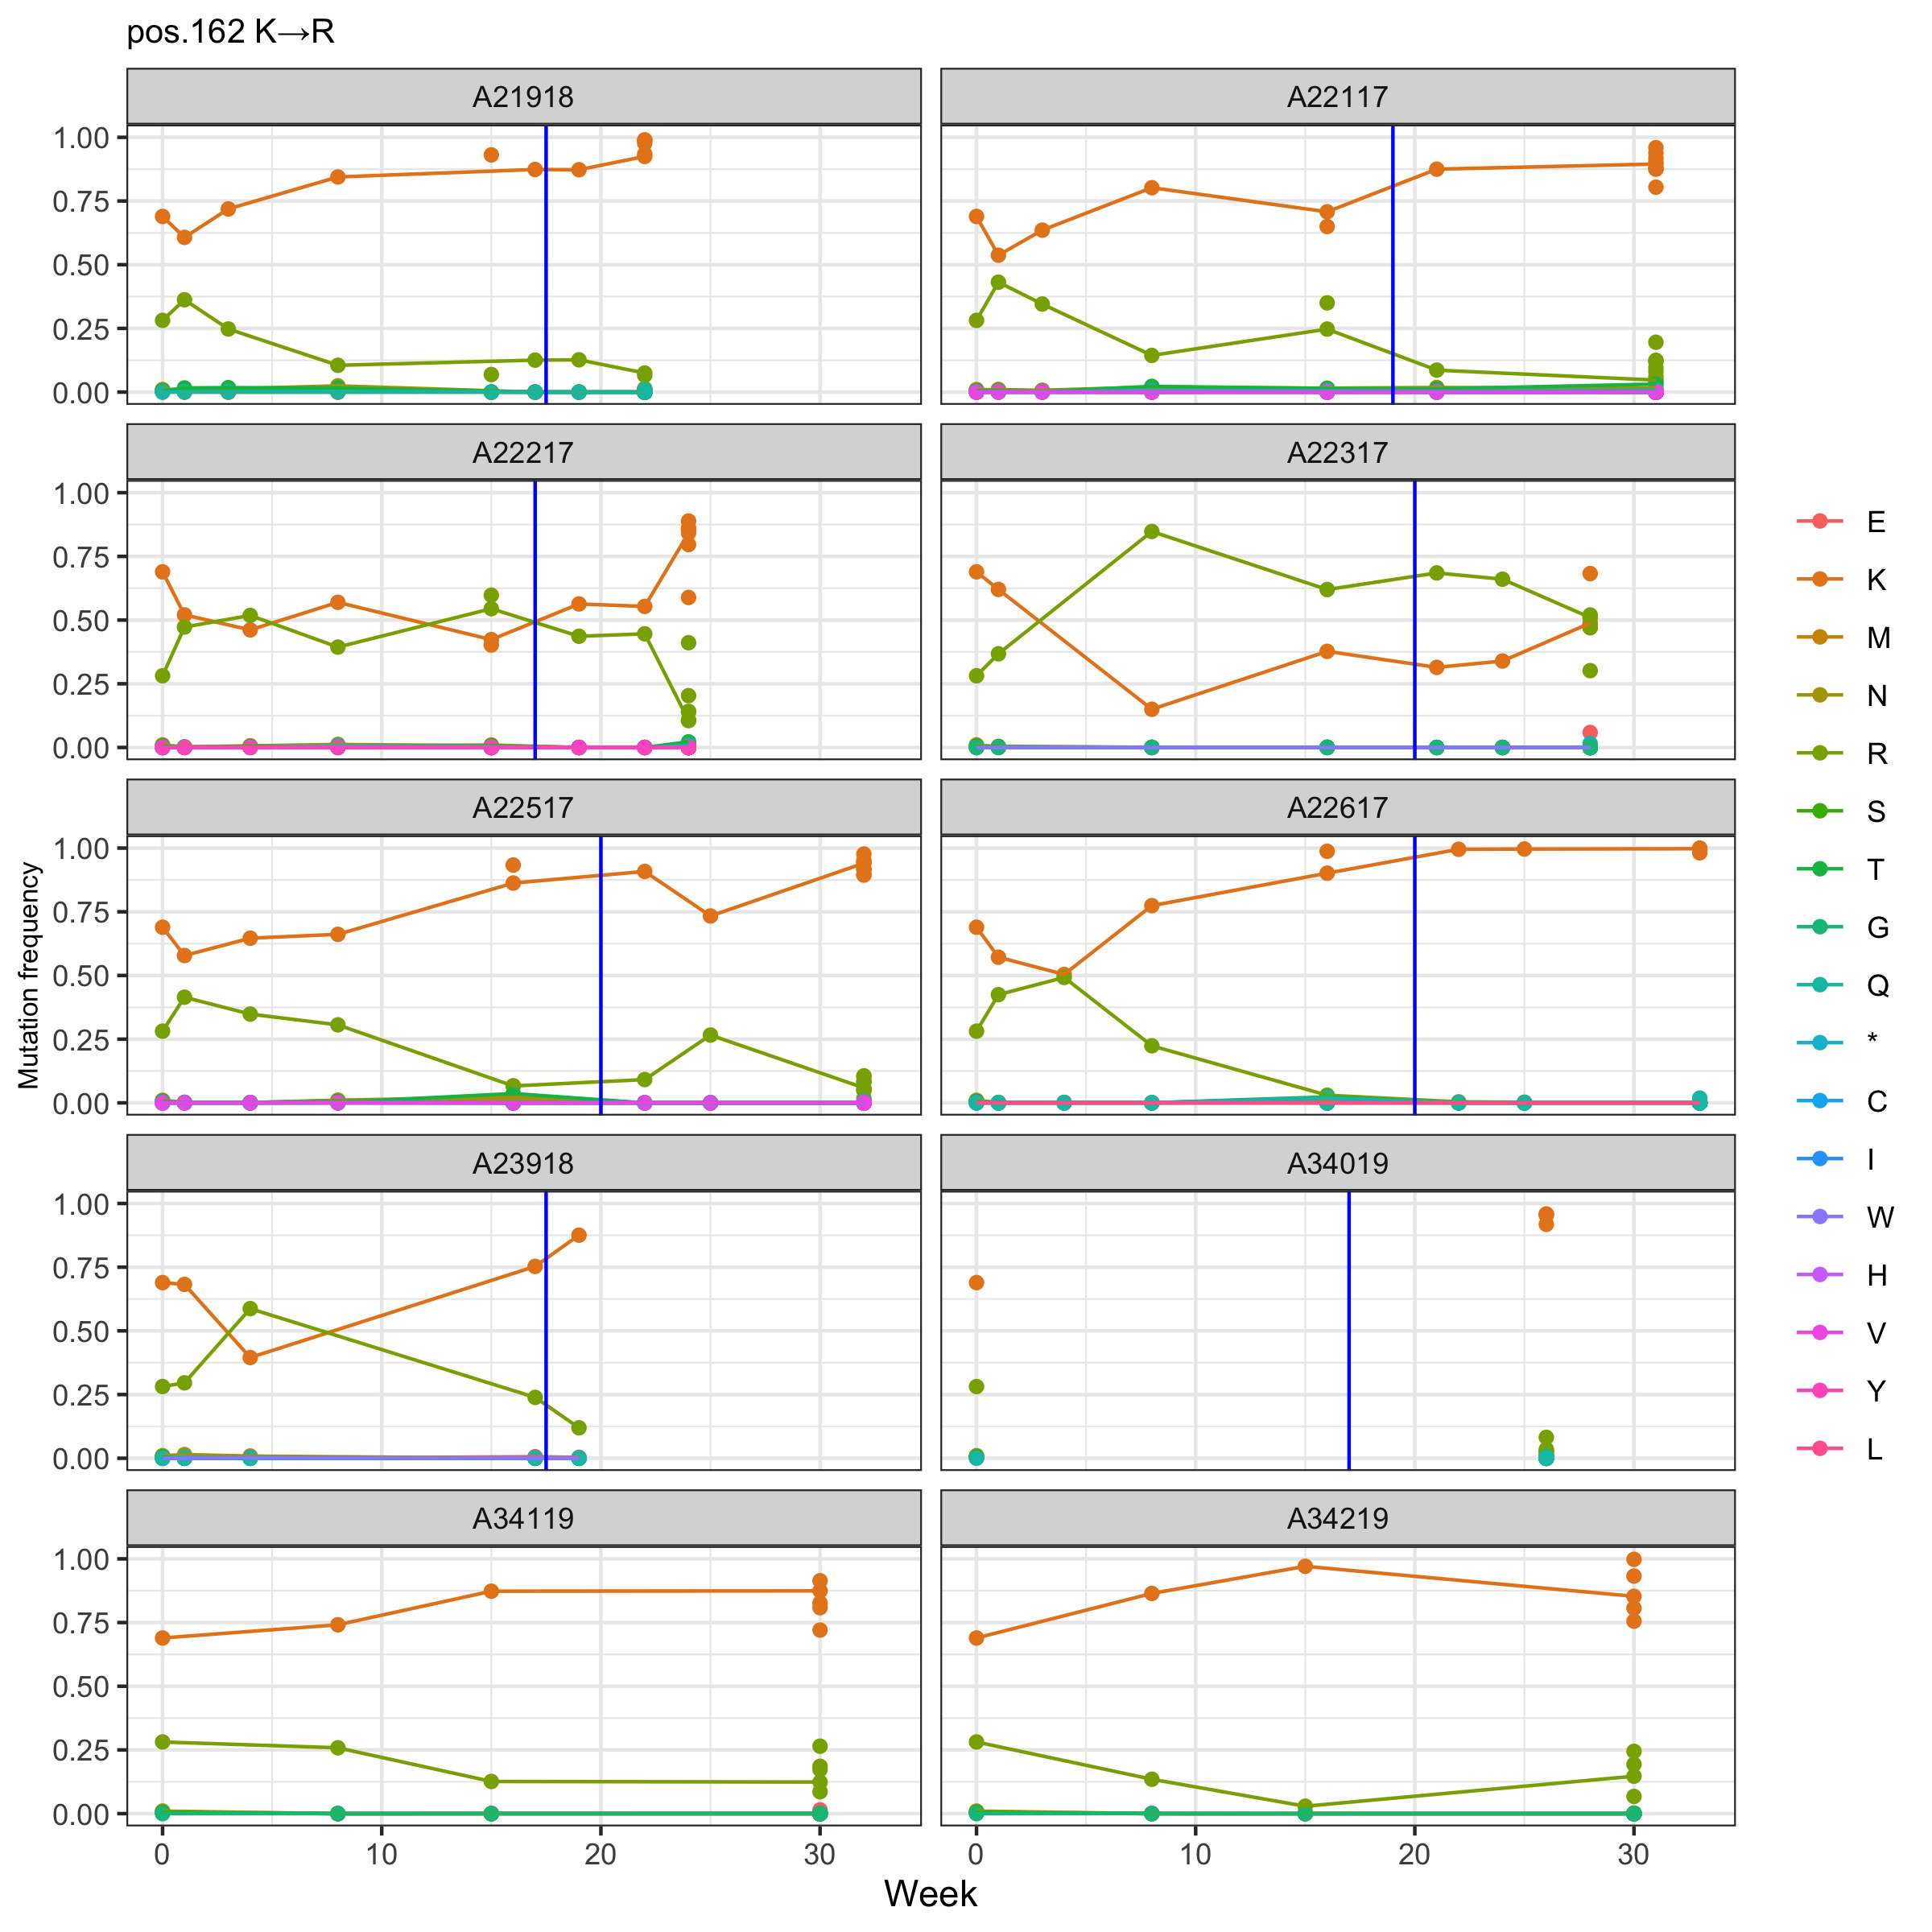 pos.162 K→R
A21918
A22117
1.00
0.75
0.50
0.25
0.00
A22217
A22317
1.00
0.75
0.50
0.25
0.00
A22517
A22617
1.00
0.75
0.50
0.25
0.00
A23918
A34019
1.00
0.75
0.50
0.25
0.00
A34119
A34219
1.00
0.75
0.50
0.25
0.00
0 10 20 30
0 10 20 30
Week
Mutation frequency
E
K
M
N
R
S
T
G
Q
*
C
I
W
H
V
Y
L